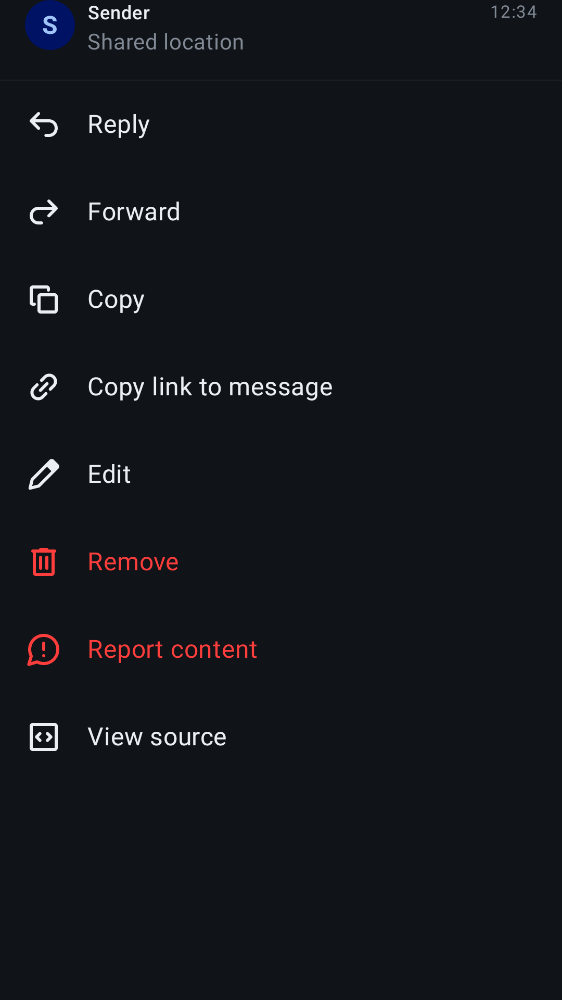 S
Sender
12:34
Shared location
Reply
Forward
Copy
Copy link to message
Edit
Remove
Report content
View source